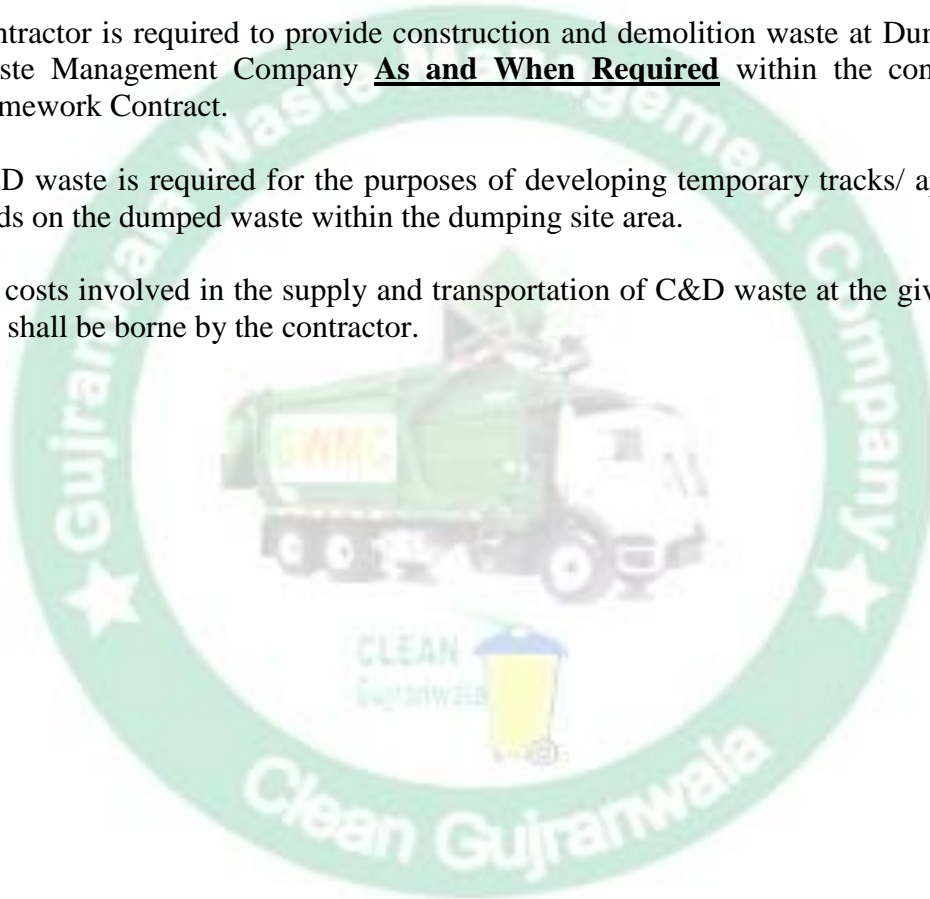 ntractor is required to provide construction and demolition waste at Dun
ste Management Company As and When Required within the con
mework Contract.
D waste is required for the purposes of developing temporary tracks/ a
ds on the dumped waste within the dumping site area.
costs involved in the supply and transportation of C&D waste at the giv
shall be borne by the contractor.
Gujranwala Waste Management Company
GWMC
CLEAN
Gujranwala
Clean Gujranwala